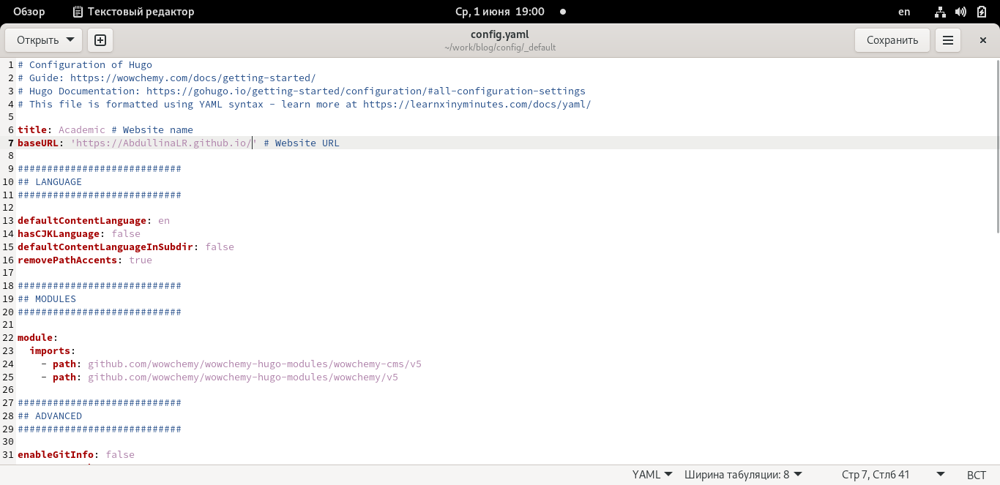 Обзор Текстовый редактор Ср, 1 июня 19:00 en
Открыть config.yaml Сохранить
~/work/blog/config/_default
1 # Configuration of Hugo
2 # Guide: https://wowchemy.com/docs/getting-started/
3 # Hugo Documentation: https://gohugo.io/getting-started/configuration/#all-configuration-settings
4 # This file is formatted using YAML syntax - learn more at https://learnxinyminutes.com/docs/yaml/
5
6 title: Academic # Website name
7 baseURL: 'https://AbdullinaLR.github.io/' # Website URL
8
9 ############################
10 ## LANGUAGE
11 ############################
12
13 defaultContentLanguage: en
14 hasCJKLanguage: false
15 defaultContentLanguageInSubdir: false
16 removePathAccents: true
17
18 ############################
19 ## MODULES
20 ############################
21
22 module:
23   imports:
24     - path: github.com/wowchemy/wowchemy-hugo-modules/wowchemy-cms/v5
25     - path: github.com/wowchemy/wowchemy-hugo-modules/wowchemy/v5
26
27 ############################
28 ## ADVANCED
29 ############################
30
31 enableGitInfo: false
YAML Ширина табуляции: 8 Стр 7, Стлб 41 ВСТ